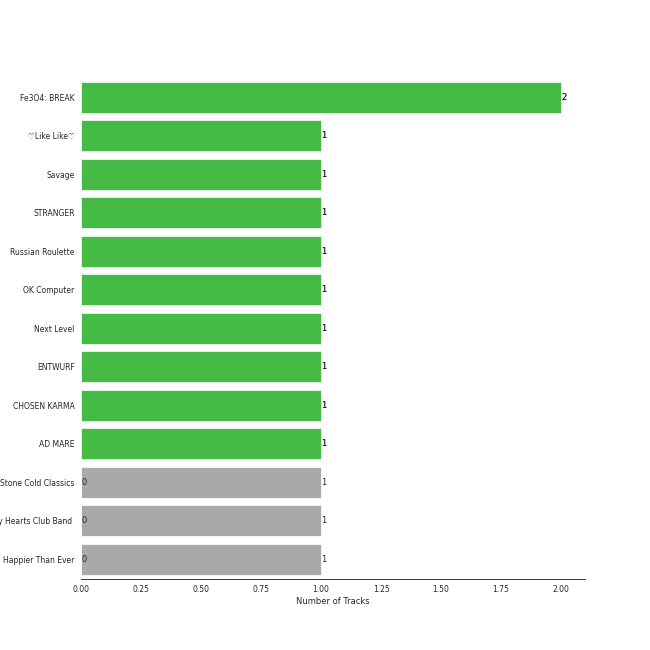 Fe3O4: BREAK 2
♡Like Like♡ 1
Savage 1
STRANGER 1
Russian Roulette 1
OK Computer 1
Next Level 1
ENTWURF 1
CHOSEN KARMA 1
AD MARE 1
Stone Cold Classics 0 1
y Hearts Club Band 0 1
Happier Than Ever 0 1
0.00 0.25 0.50 0.75 1.00 1.25 1.50 1.75 2.00
Number of Tracks